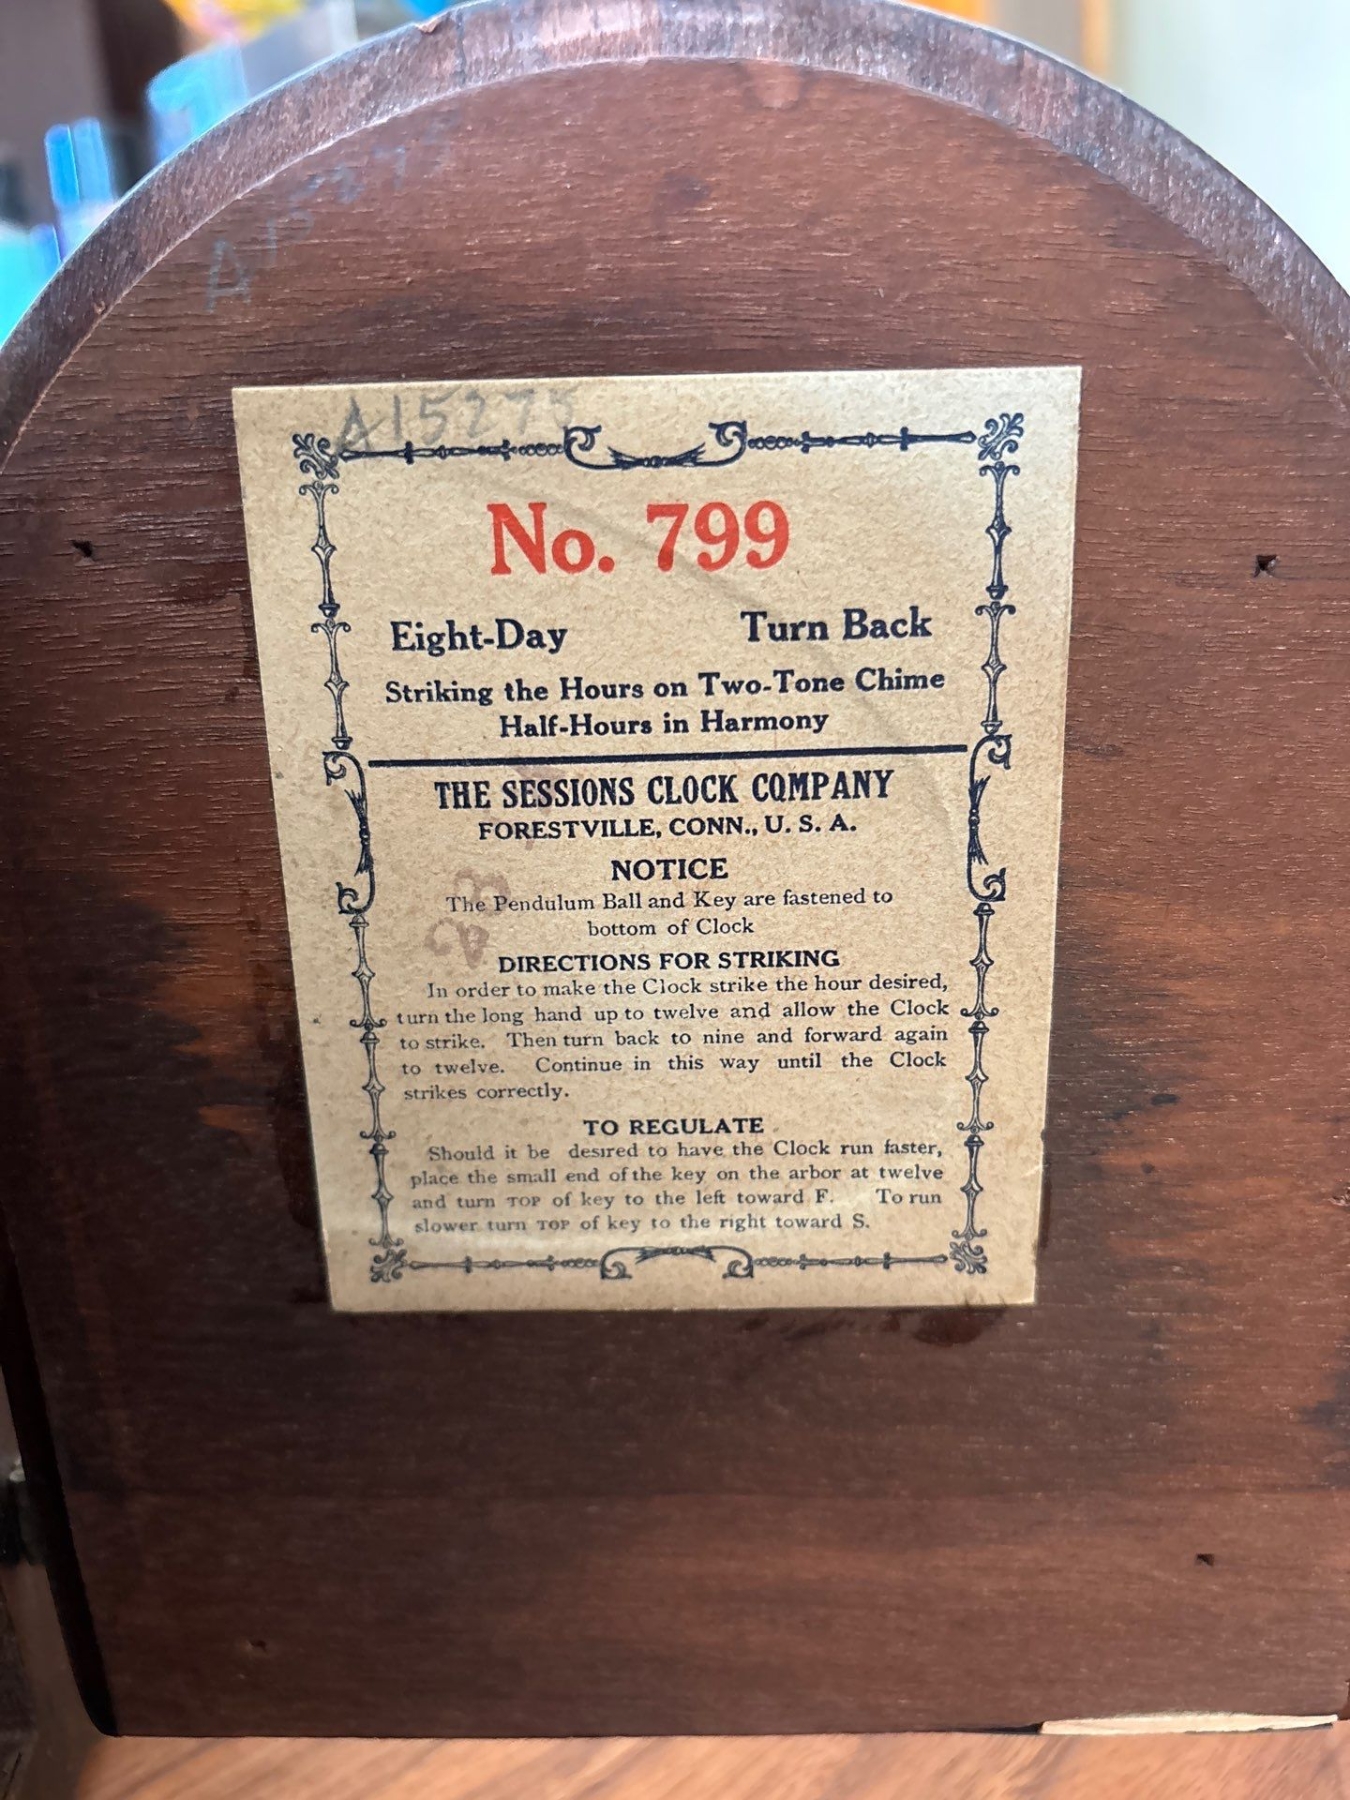 A15275
No. 799
Eight-Day Turn Back
Striking the Hours on Two-Tone Chime
Half-Hours in Harmony
THE SESSIONS CLOCK COMPANY
FORESTVILLE, CONN., U. S. A.
NOTICE
The Pendulum Ball and Key are fastened to
bottom of Clock
DIRECTIONS FOR STRIKING
In order to make the Clock strike the hour desired,
turn the long hand up to twelve and allow the Clock
to strike. Then turn back to nine and forward again
to twelve. Continue in this way until the Clock
strikes correctly.
TO REGULATE
Should it be desired to have the Clock run faster,
place the small end of the key on the arbor at twelve
and turn TOP of key to the left toward F. To run
slower turn TOP of key to the right toward S.